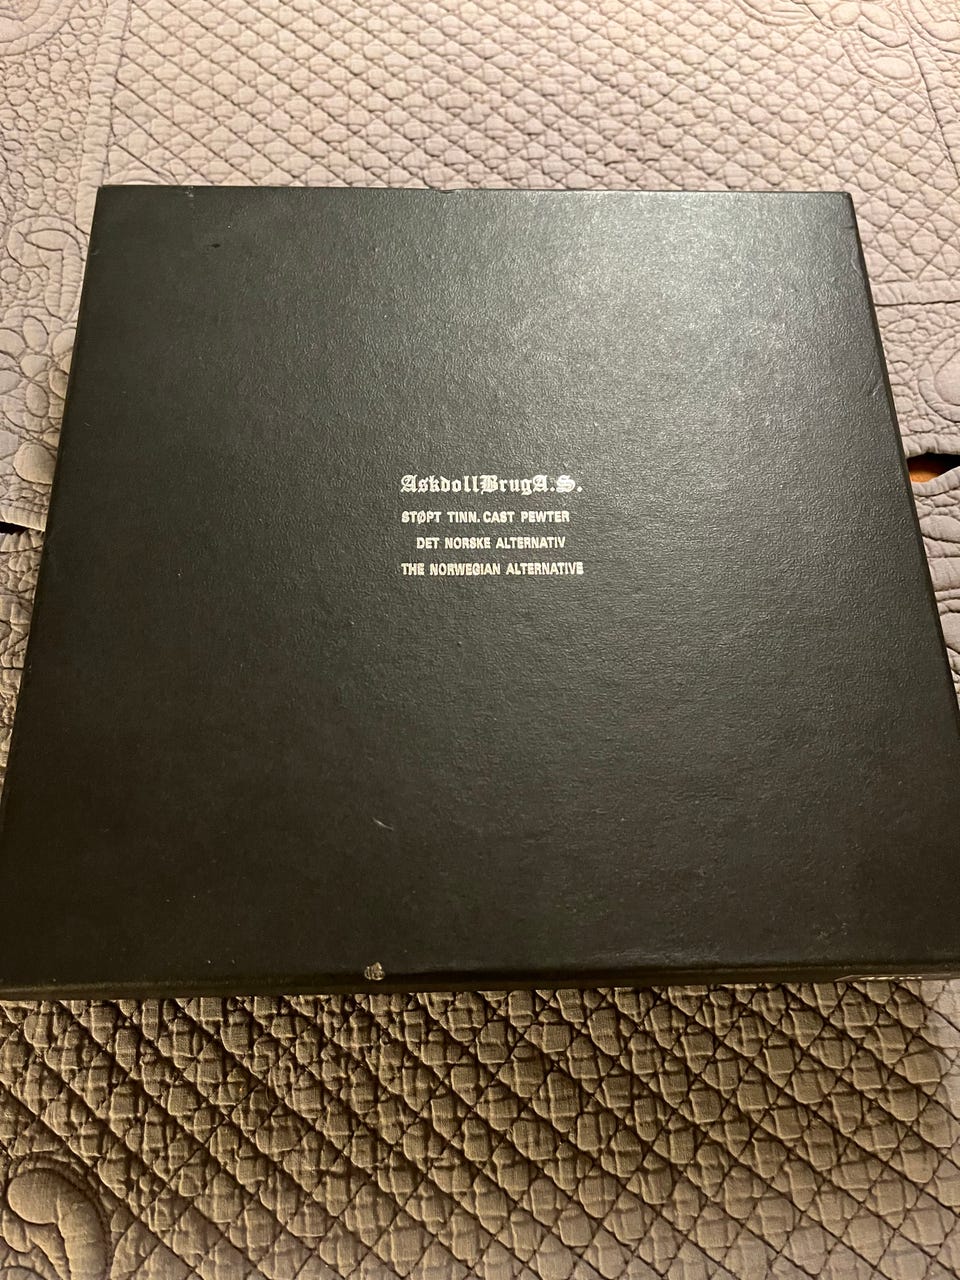 AskdollBrugA.S.
STØPT TINN. CAST PEWTER
DET NORSKE ALTERNATIV
THE NORWEGIAN ALTERNATIVE